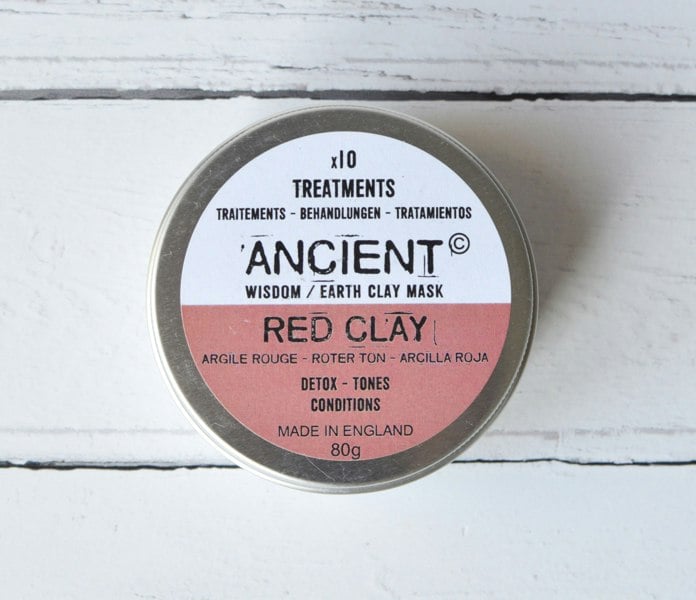 x10
TREATMENTS
TRAITEMENTS - BEHANDLUNGEN - TRATAMIENTOS
ANCIENT©
WISDOM / EARTH CLAY MASK
RED CLAY
ARGILE ROUGE - ROTER TON - ARCILLA ROJA
DETOX - TONES
CONDITIONS
MADE IN ENGLAND
80g